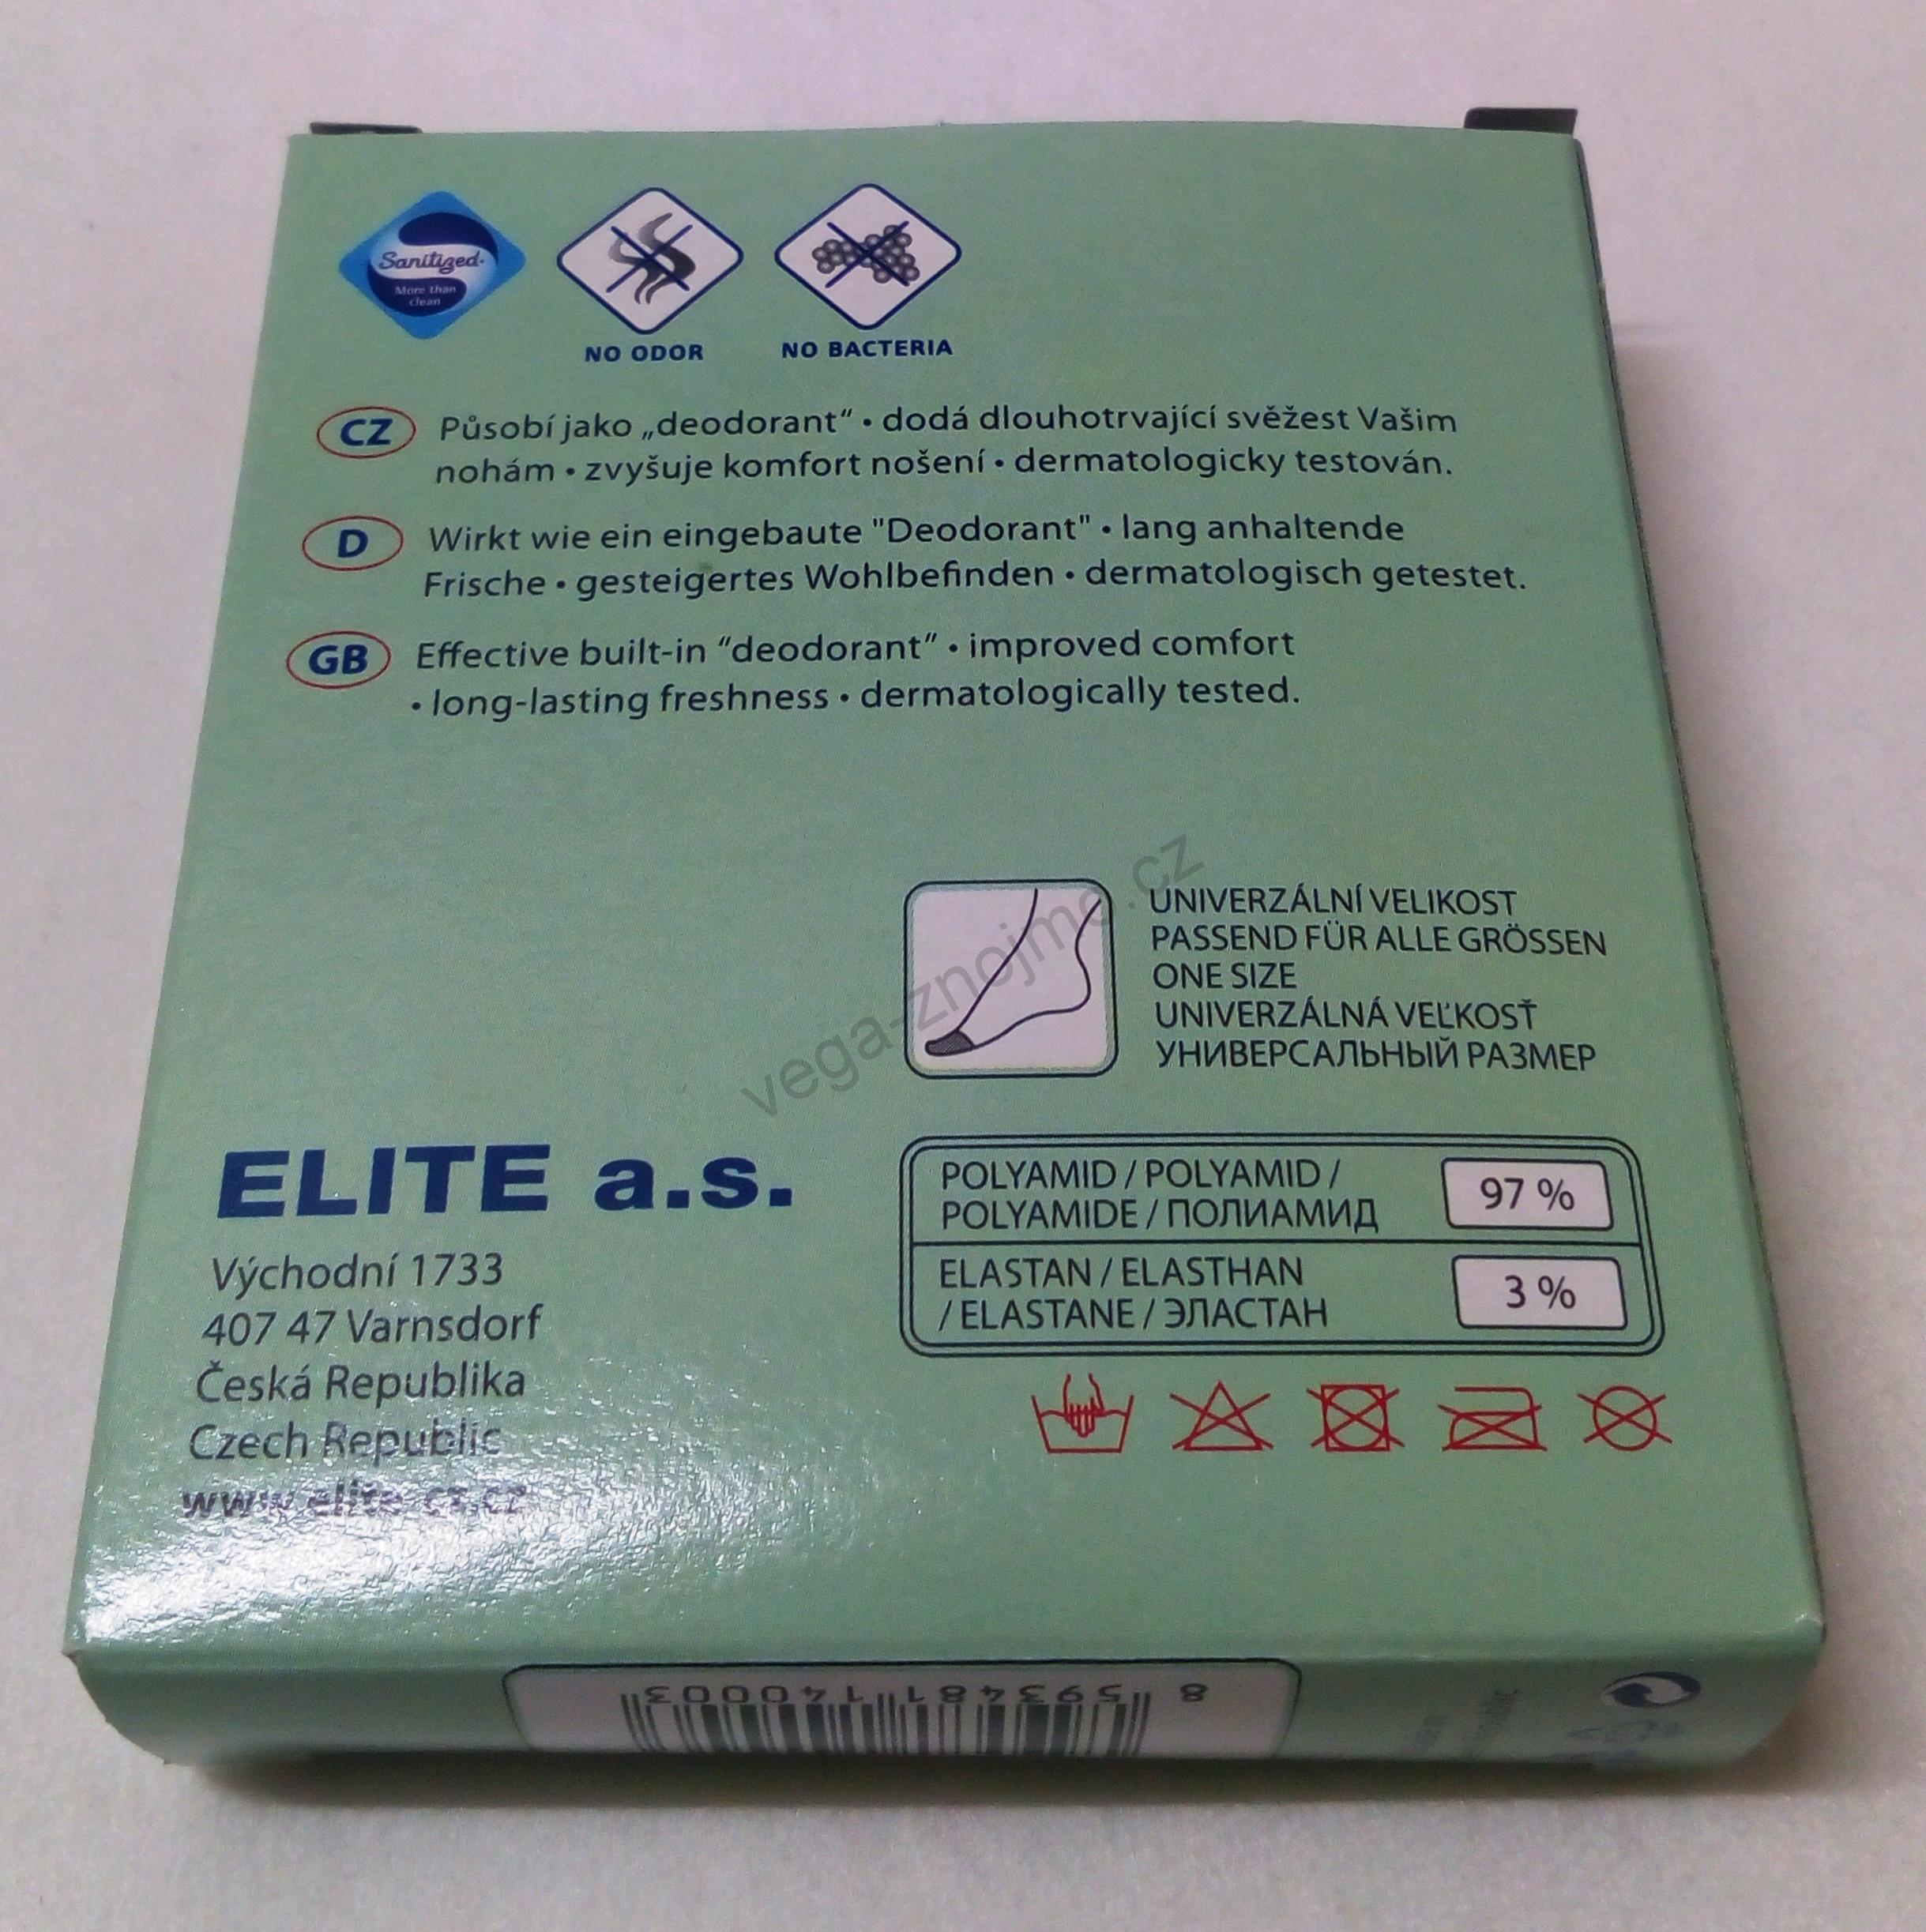 Sanitized
More than
clean
NO ODOR
NO BACTERIA
CZ
Působí jako „deodorant“ • dodá dlouhotrvající svěžest Vašim
nohám • zvyšuje komfort nošení • dermatologicky testován.
D
Wirkt wie ein eingebaute "Deodorant" • lang anhaltende
Frische • gesteigertes Wohlbefinden • dermatologisch getestet.
GB
Effective built-in “deodorant” • improved comfort
• long-lasting freshness • dermatologically tested.
UNIVERZÁLNÍ VELIKOST
PASSEND FÜR ALLE GRÖSSEN
ONE SIZE
UNIVERZÁLNÁ VEĽKOSŤ
УНИВЕРСАЛЬНЫЙ РАЗМЕР
vega-znojmo.cz
ELITE a.s.
Východní 1733
407 47 Varnsdorf
Česká Republika
Czech Republic
www.elite-cz.cz
POLYAMID / POLYAMID /
POLYAMIDE / ПОЛИАМИД
97 %
ELASTAN / ELASTHAN
/ ELASTANE / ЭЛАСТАН
3 %
8 593481 140003